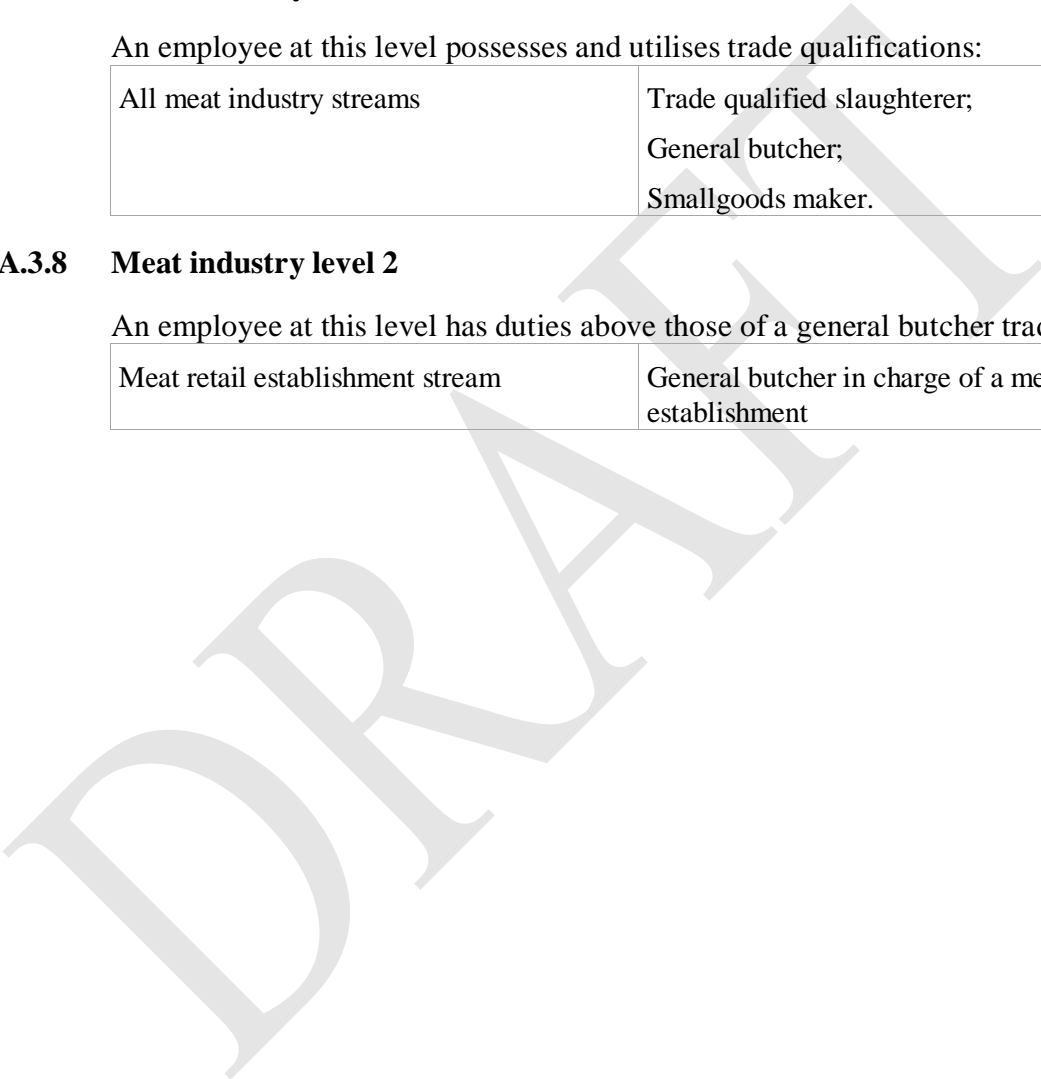 An employee at this level possesses and utilises trade qualifications:
All meat industry streams
Trade qualified slaughterer;
General butcher;
Smallgoods maker.
A.3.8 Meat industry level 2
An employee at this level has duties above those of a general butcher
Meat retail establishment stream
General butcher in charge of a
establishment
DRAFT